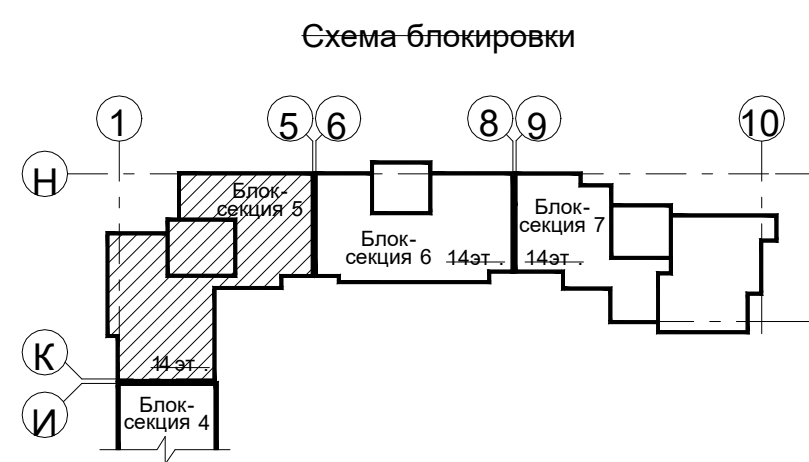 Схема блокировки
1
5
6
8
9
10
Н
Блок-
секция 5
Блок-
секция 6
14эт.
Блок-
секция 7
14эт.
К
14 эт.
И
Блок-
секция 4